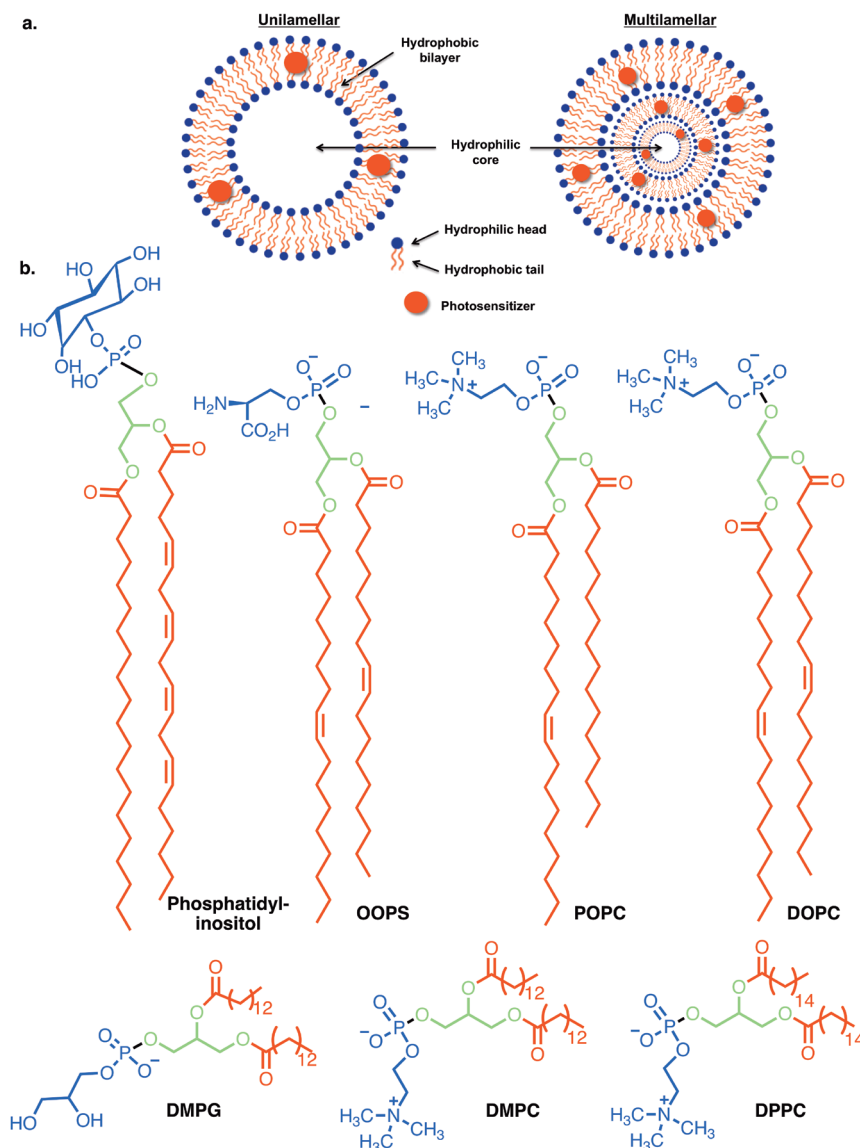 a.
Unilamellar
Multilamellar
Hydrophobic
bilayer
Hydrophilic
core
Hydrophilic head
Hydrophobic tail
Photosensitizer
b.
OH
HO
OH
HO
O
O
OH
P
HO
O
O
O
O
O
Phosphatidyl-
inositol
O−
P
O
−
H2N
O
O
CO2H
O
O
O
O
OOPS
CH3
H3C
N
+
CH3
O−
P
O
O
O
O
O
O
O
POPC
CH3
H3C
N
+
CH3
O−
P
O
O
O
O
O
O
O
DOPC
O
12
O
O
O
O
P
O−
O
O
12
HO
OH
DMPG
O
12
O
O
O
P
−O
O
O
O
12
H3C
N+
CH3
H3C
DMPC
O
14
O
O
O
P
−O
O
O
O
14
H3C
N+
CH3
H3C
DPPC